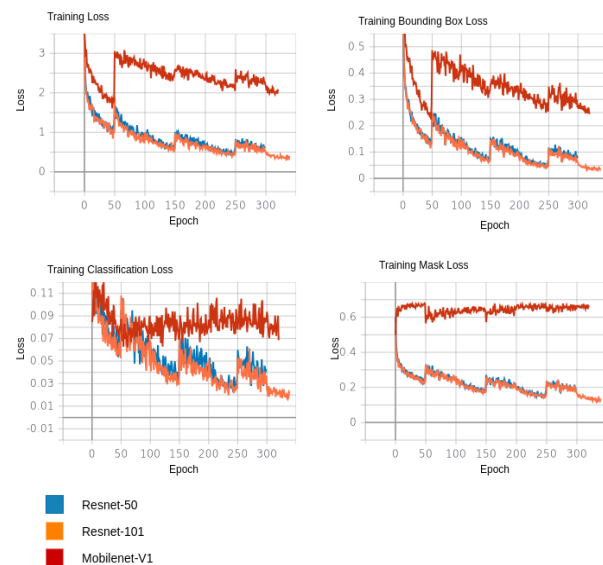 Training Loss
3
2
1
0
Loss
0 50 100 150 200 250 300
Epoch
Training Bounding Box Loss
0.5
0.4
0.3
0.2
0.1
0
Loss
0 50 100 150 200 250 300
Epoch
Training Classification Loss
0.11
0.09
0.07
0.05
0.03
0.01
-0.01
Loss
0 50 100 150 200 250 300
Epoch
Training Mask Loss
0.6
0.4
0.2
0
Loss
0 50 100 150 200 250 300
Epoch
Resnet-50
Resnet-101
Mobilenet-V1